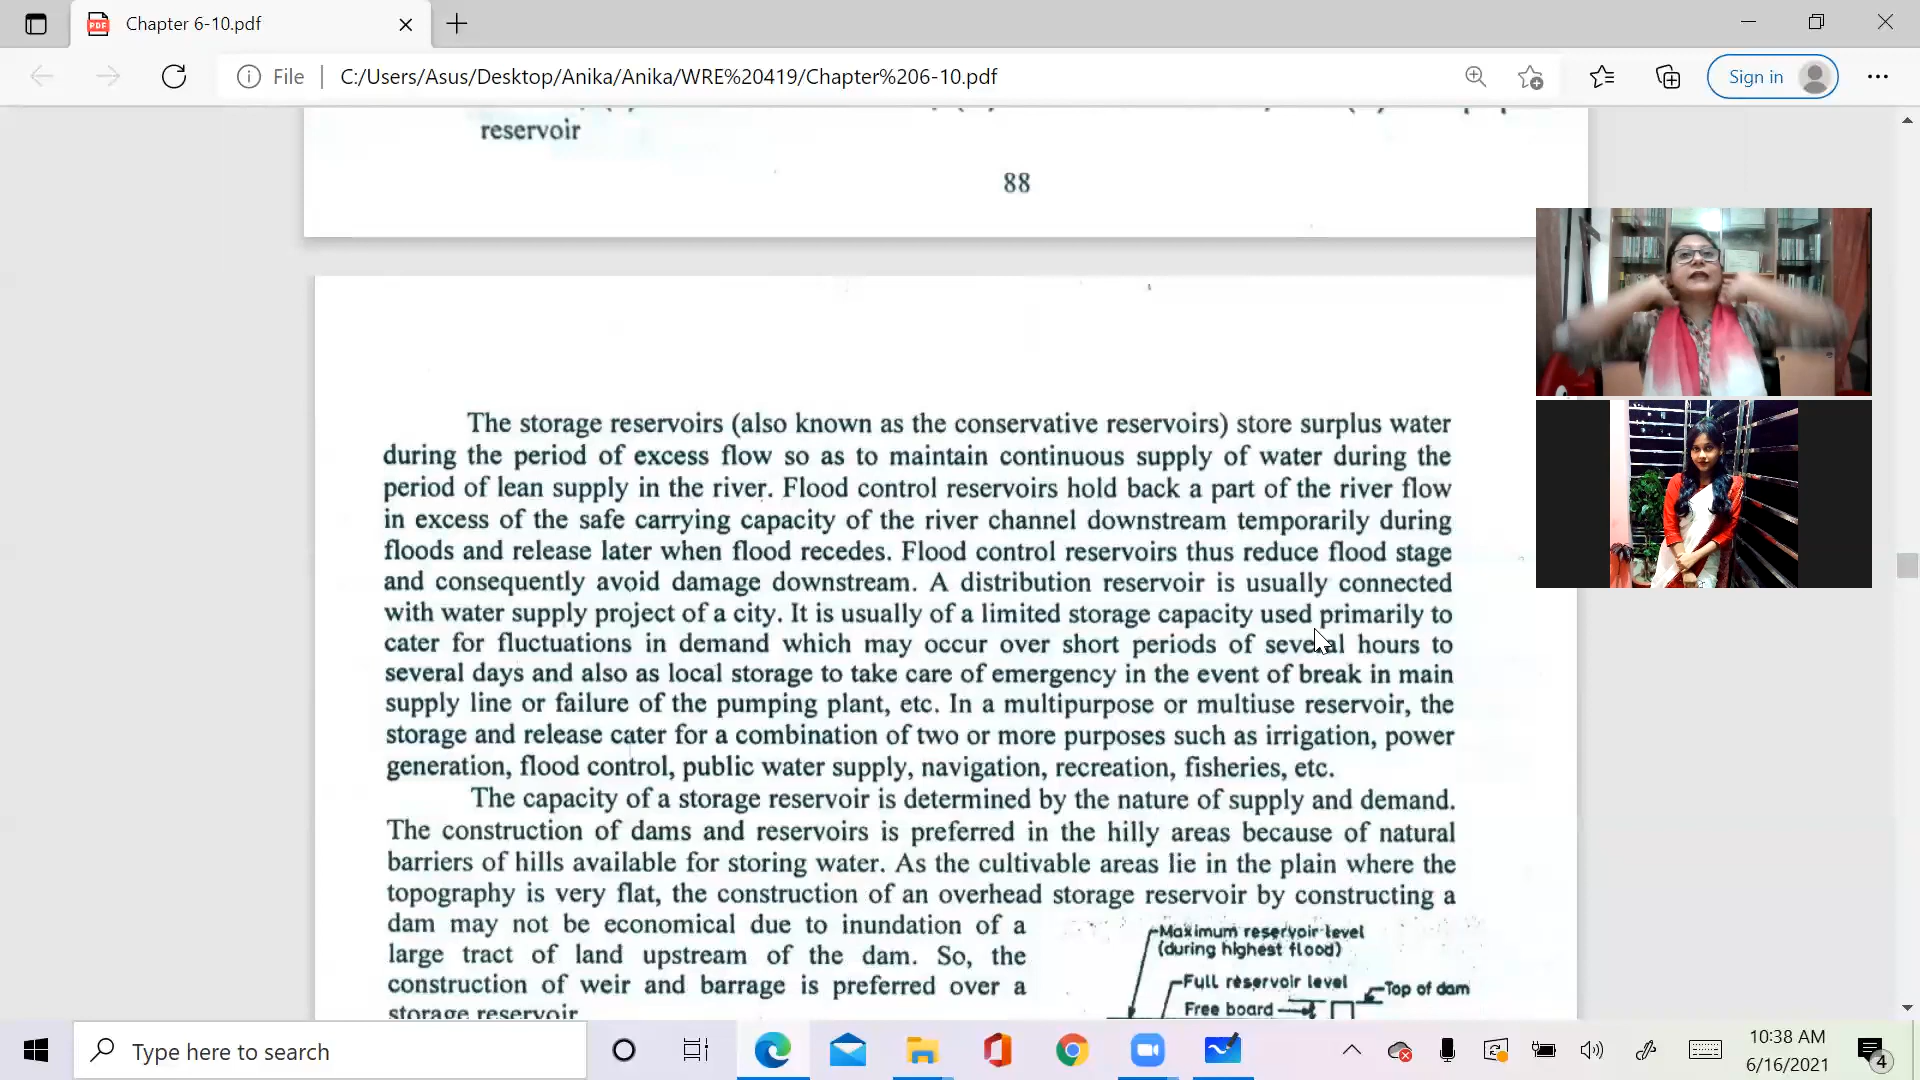 Chapter 6-10.pdf
File
C:/Users/Asus/Desktop/Anika/Anika/WRE%20419/Chapter%206-10.pdf
Sign in
reservoir
88
The storage reservoirs (also known as the conservative reservoirs) store surplus water
during the period of excess flow so as to maintain continuous supply of water during the
period of lean supply in the river. Flood control reservoirs hold back a part of the river flow
in excess of the safe carrying capacity of the river channel downstream temporarily during
floods and release later when flood recedes. Flood control reservoirs thus reduce flood stage
and consequently avoid damage downstream. A distribution reservoir is usually connected
with water supply project of a city. It is usually of a limited storage capacity used primarily to
cater for fluctuations in demand which may occur over short periods of several hours to
several days and also as local storage to take care of emergency in the event of break in main
supply line or failure of the pumping plant, etc. In a multipurpose or multiuse reservoir, the
storage and release cater for a combination of two or more purposes such as irrigation, power
generation, flood control, public water supply, navigation, recreation, fisheries, etc.
The capacity of a storage reservoir is determined by the nature of supply and demand.
The construction of dams and reservoirs is preferred in the hilly areas because of natural
barriers of hills available for storing water. As the cultivable areas lie in the plain where the
topography is very flat, the construction of an overhead storage reservoir by constructing a
dam may not be economical due to inundation of a
large tract of land upstream of the dam. So, the
construction of weir and barrage is preferred over a
storage reservoir
Maximum reservoir level
(during highest flood)
Full reservoir level
Top of dam
Free board
Type here to search
10:38 AM
6/16/2021
4